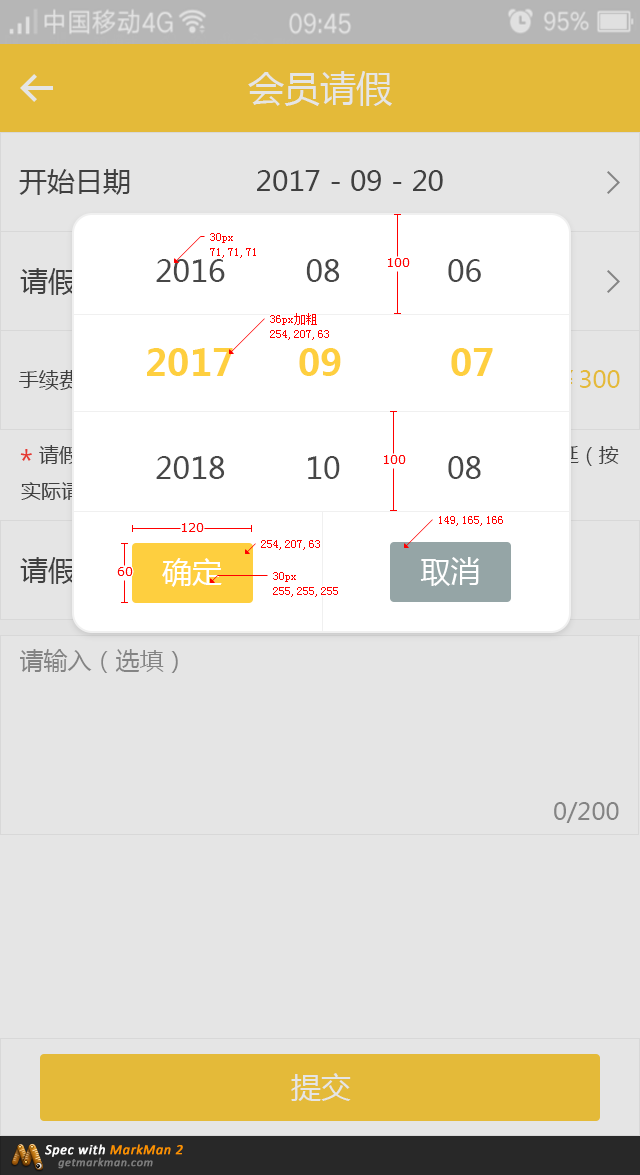 中国移动4G 09:45 95%
会员请假
开始日期 2017 - 09 - 20
30px
71, 71, 71
2016 08 06
100
请假
36px加粗
254, 207, 63
2017 09 07
手续费 300
* 请假 （按
实际请
2018 10 08
100
149, 165, 166
120
254, 207, 63
60
请假
确定 取消
30px
255, 255, 255
请输入（选填）
0/200
提交
Spec with MarkMan 2
getmarkman.com